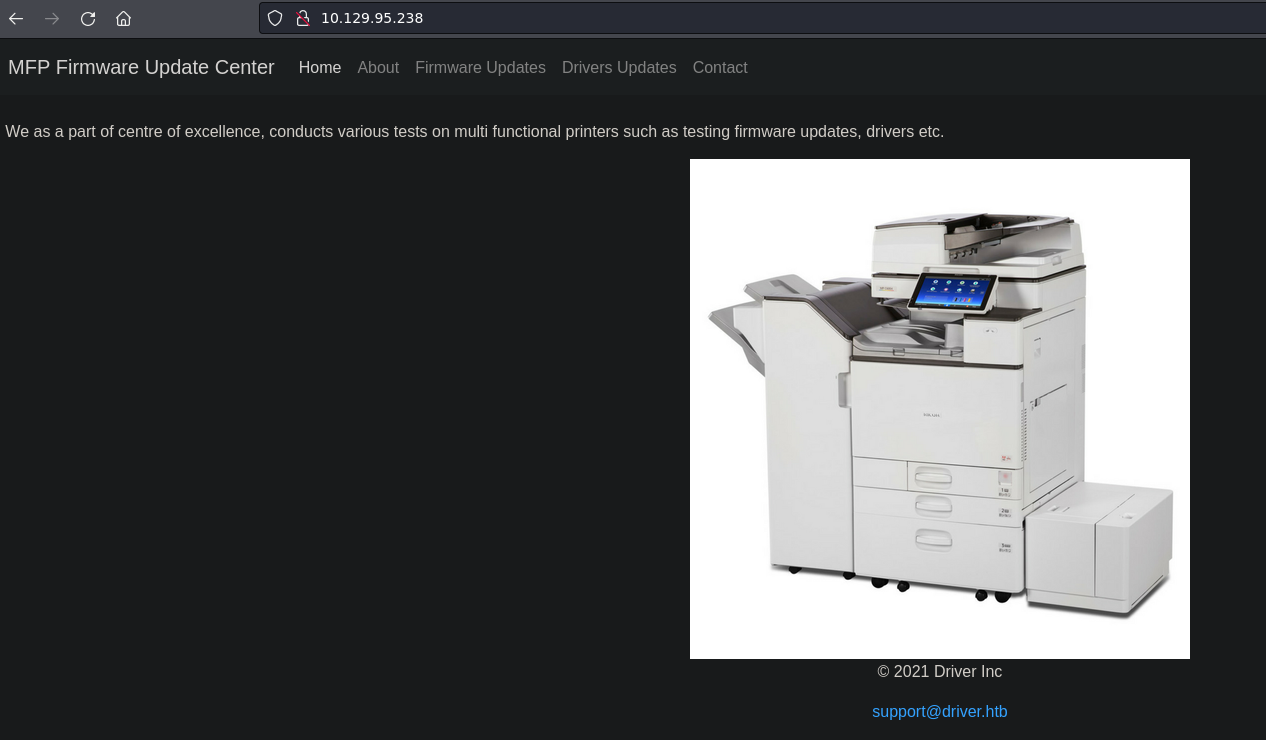 10.129.95.238
MFP Firmware Update Center Home About Firmware Updates Drivers Updates Contact
We as a part of centre of excellence, conducts various tests on multi functional printers such as testing firmware updates, drivers etc.
© 2021 Driver Inc
support@driver.htb